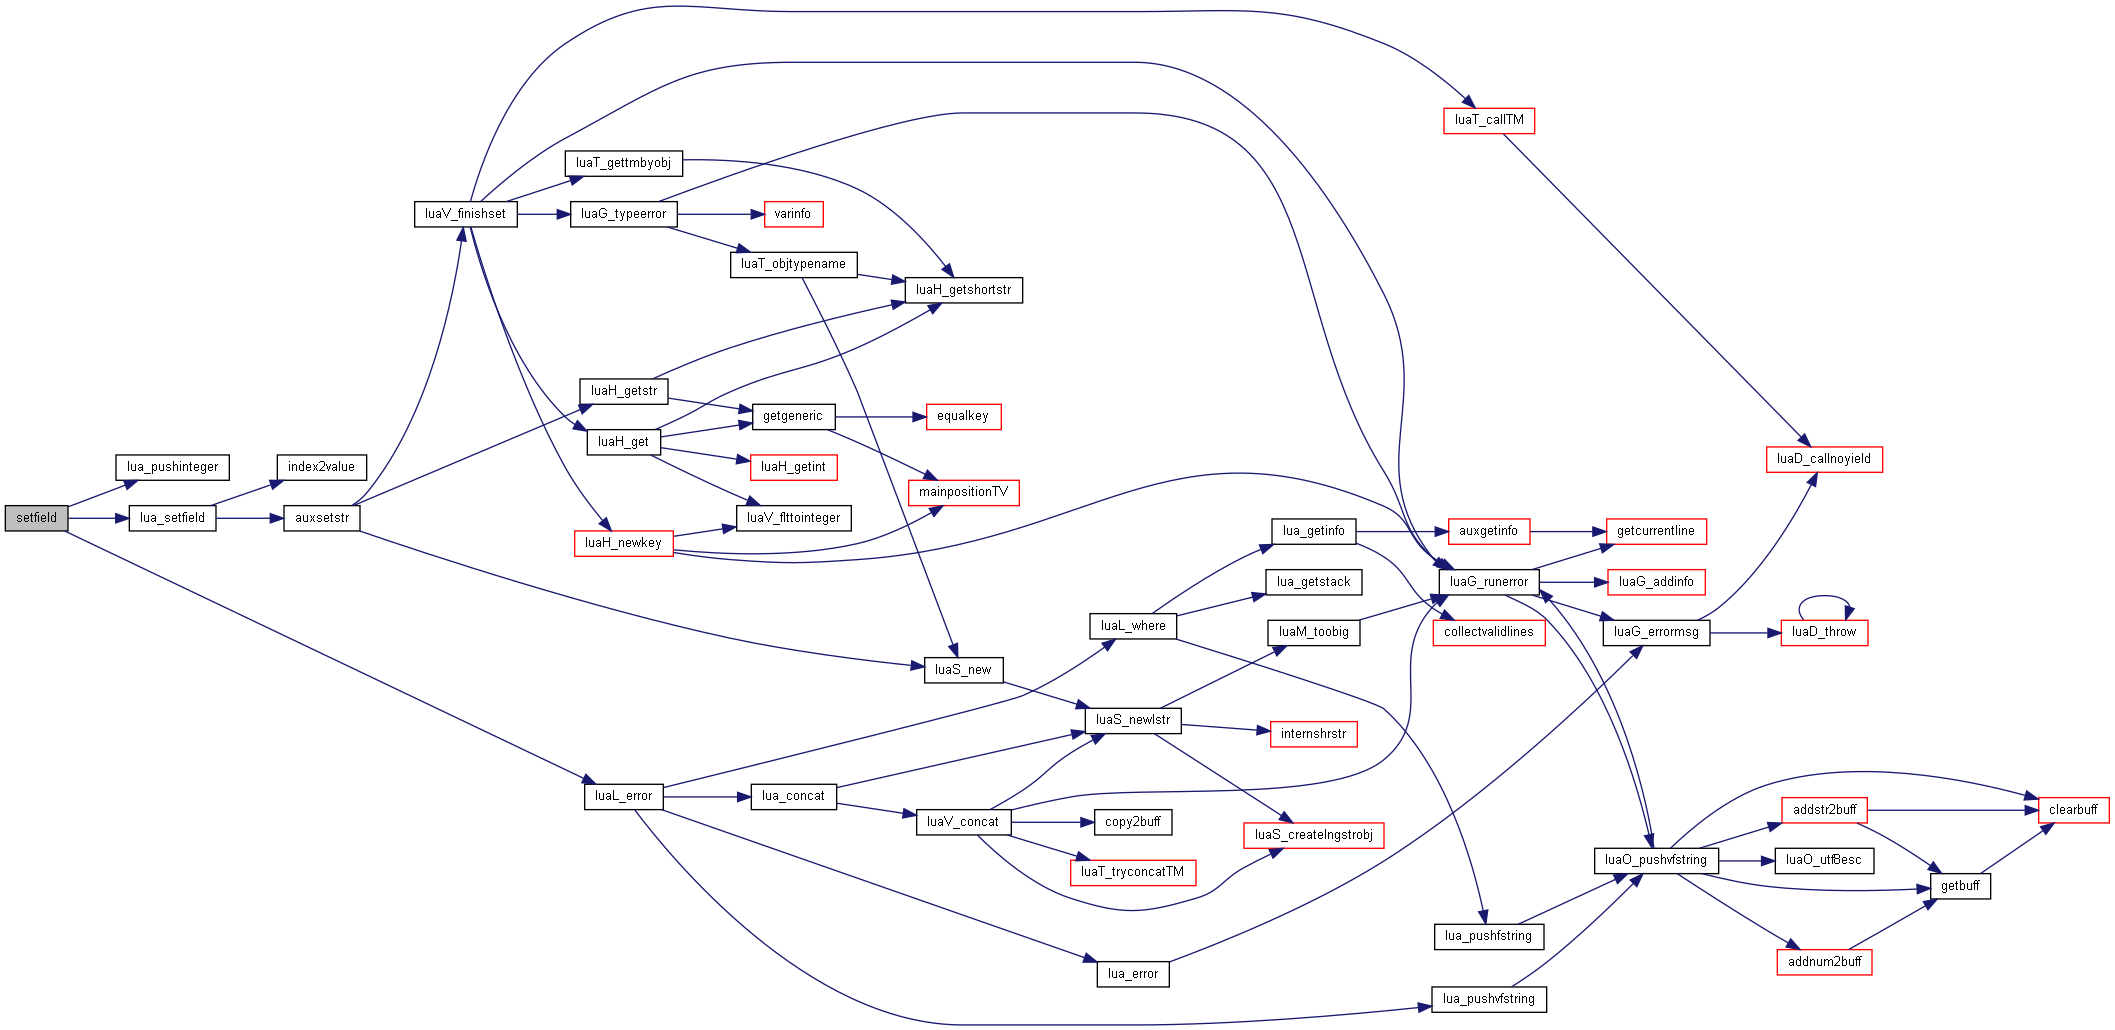 luaT_callTM
luaT_gettmbyobj
luaV_finishset
luaG_typeerror
varinfo
luaT_objtypename
luaH_getshortstr
luaH_getstr
getgeneric
equalkey
luaH_get
luaD_callnoyield
lua_pushinteger
index2value
luaH_getint
mainpositionTV
setfield
lua_setfield
auxsetstr
luaV_flttointeger
luaH_newkey
lua_getinfo
auxgetinfo
getcurrentline
lua_getstack
luaG_runerror
luaG_addinfo
luaL_where
luaM_toobig
collectvalidlines
luaG_errormsg
luaD_throw
luaS_new
luaS_newlstr
internshrstr
luaL_error
lua_concat
luaV_concat
copy2buff
luaS_createlngstrobj
addstr2buff
clearbuff
luaT_tryconcatTM
luaO_pushvfstring
luaO_utf8esc
getbuff
lua_pushfstring
lua_error
addnum2buff
lua_pushvfstring